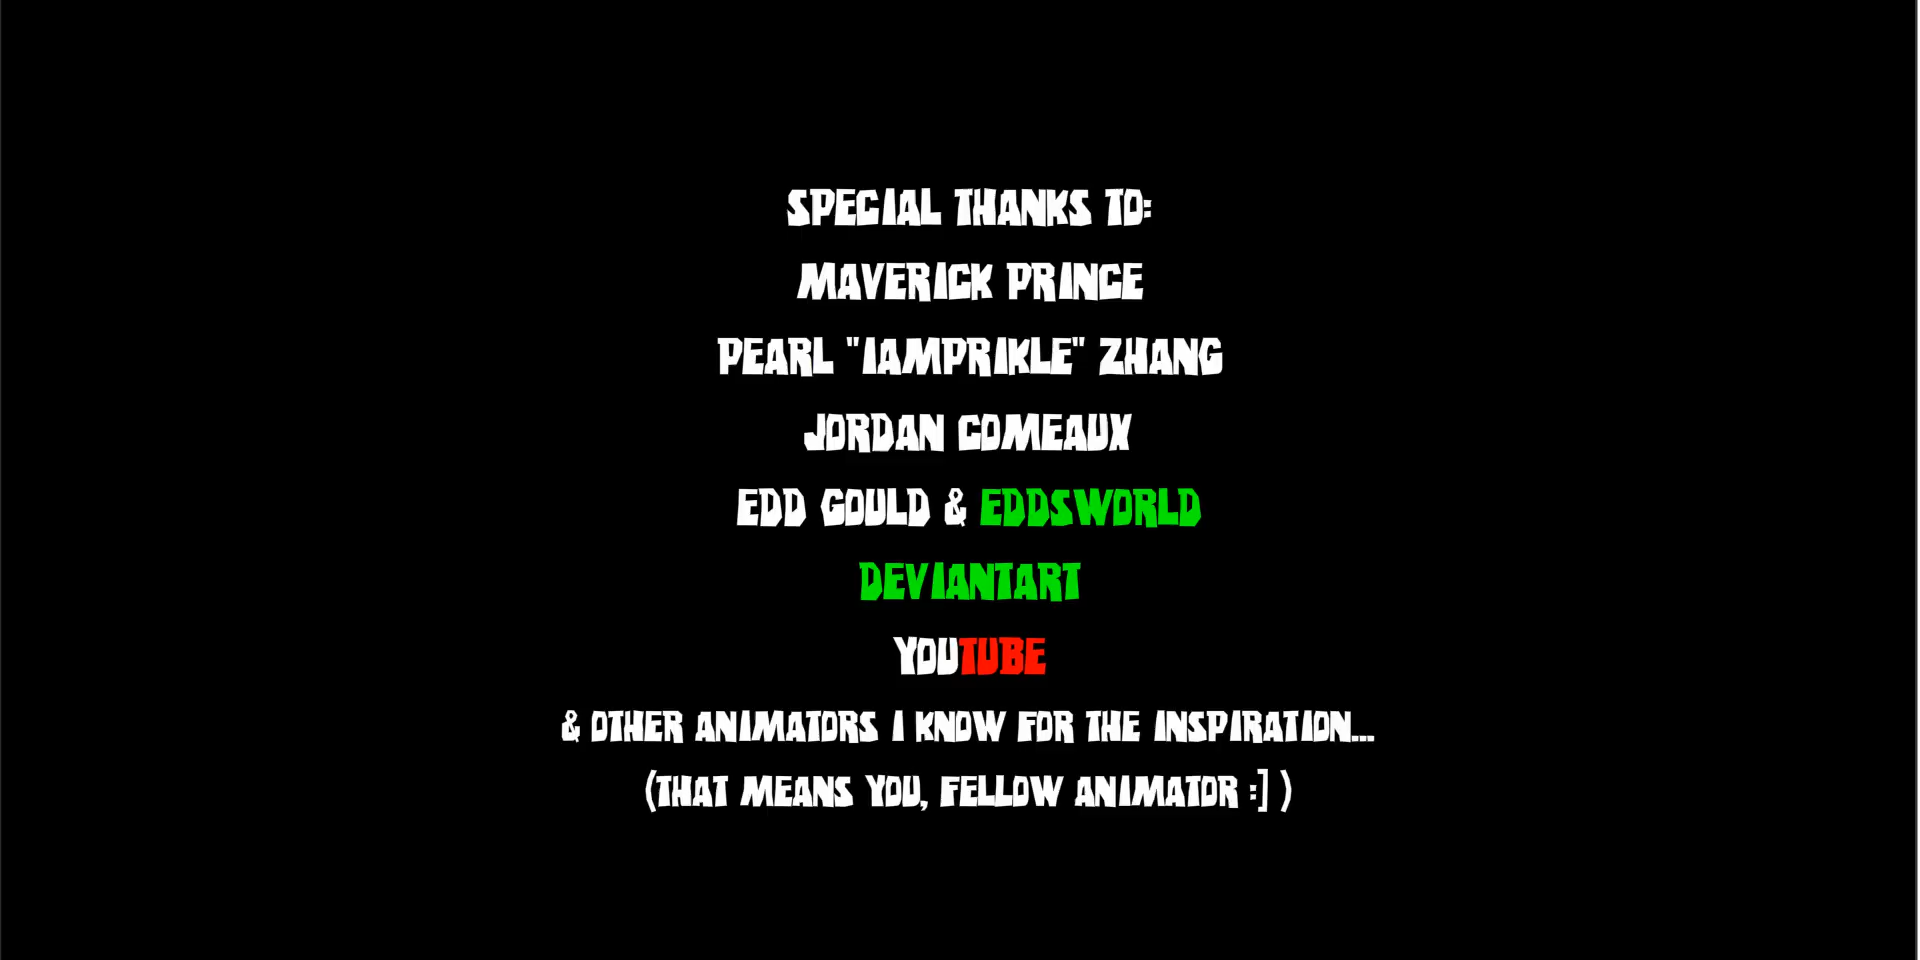 SPECIAL THANKS TO:
MAVERICK PRINCE
PEARL "IAMPRIKLE" ZHANG
JORDAN COMEAUX
EDD GOULD & EDDSWORLD
DEVIANTART
YOUTUBE
& OTHER ANIMATORS I KNOW FOR THE INSPIRATION...
(THAT MEANS YOU, FELLOW ANIMATOR :] )